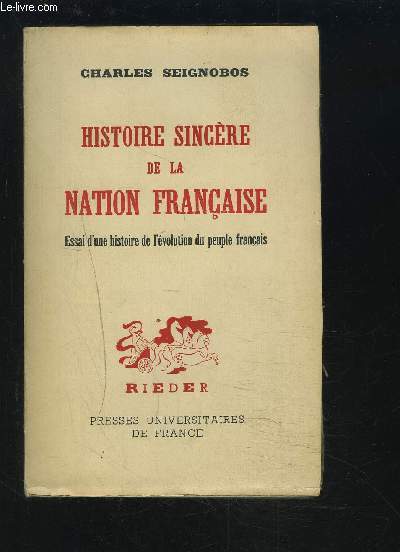 le-livre.com
CHARLES SEIGNOBOS
HISTOIRE SINCÈRE
DE LA
NATION FRANÇAISE
Essai d'une histoire de l'évolution du peuple français
RIEDER
PRESSES UNIVERSITAIRES
DE FRANCE